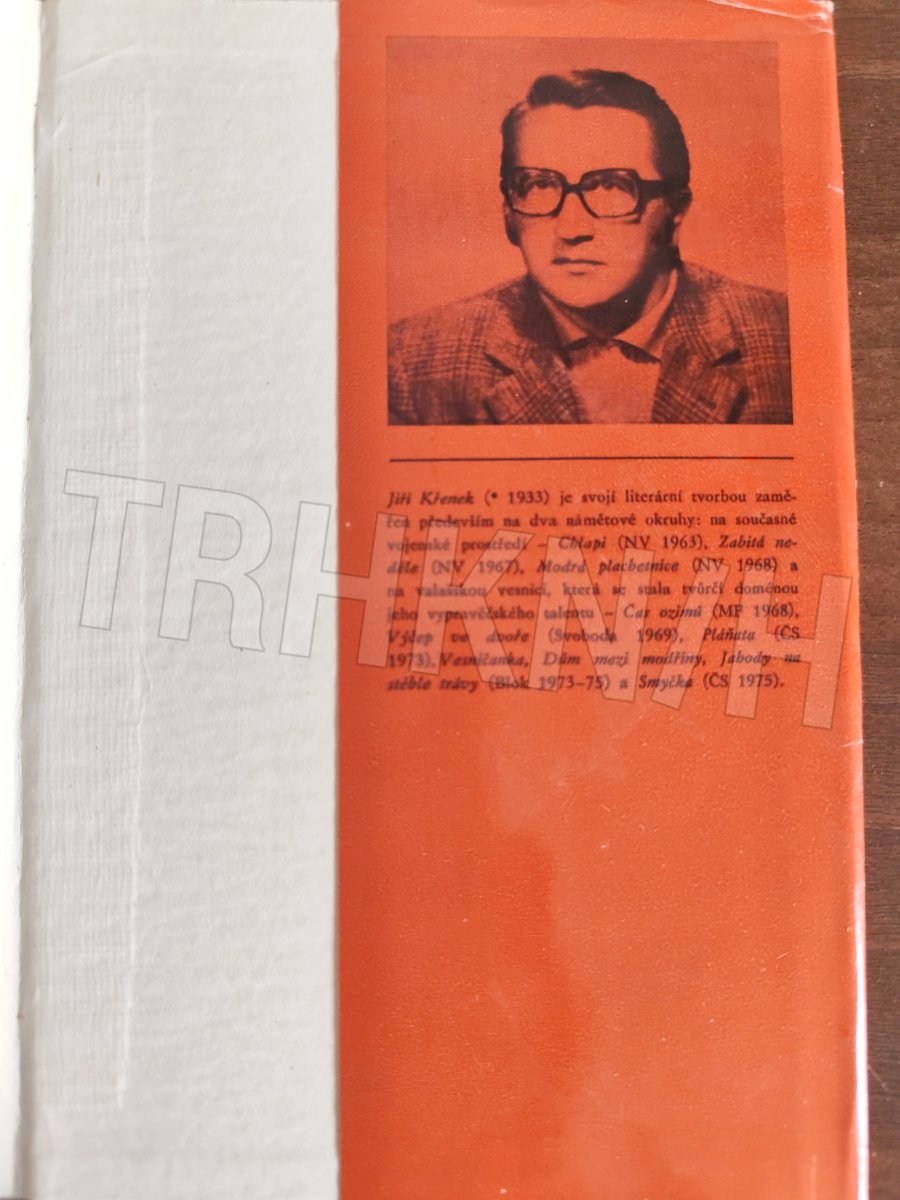 Jiří Křenek (* 1933) je svojí literární tvorbou zamě-
řen především na dva námětové okruhy: na současné
vojenské prostředí – Chlapi (NV 1963), Zabitá ne-
děle (NV 1967), Modrá plachetnice (NV 1968) a
na valašskou vesnici, která se stala tvůrčí doménou
jeho vypravěčského talentu – Čas ozimů (MF 1968),
Výčep ve dvoře (Svoboda 1969), Pláňata (ČS
1973), Vesničanka, Dům mezi modříny, Jahody na
stéble trávy (Blok 1973–75) a Smyčka (ČS 1975).
TRHKNIH